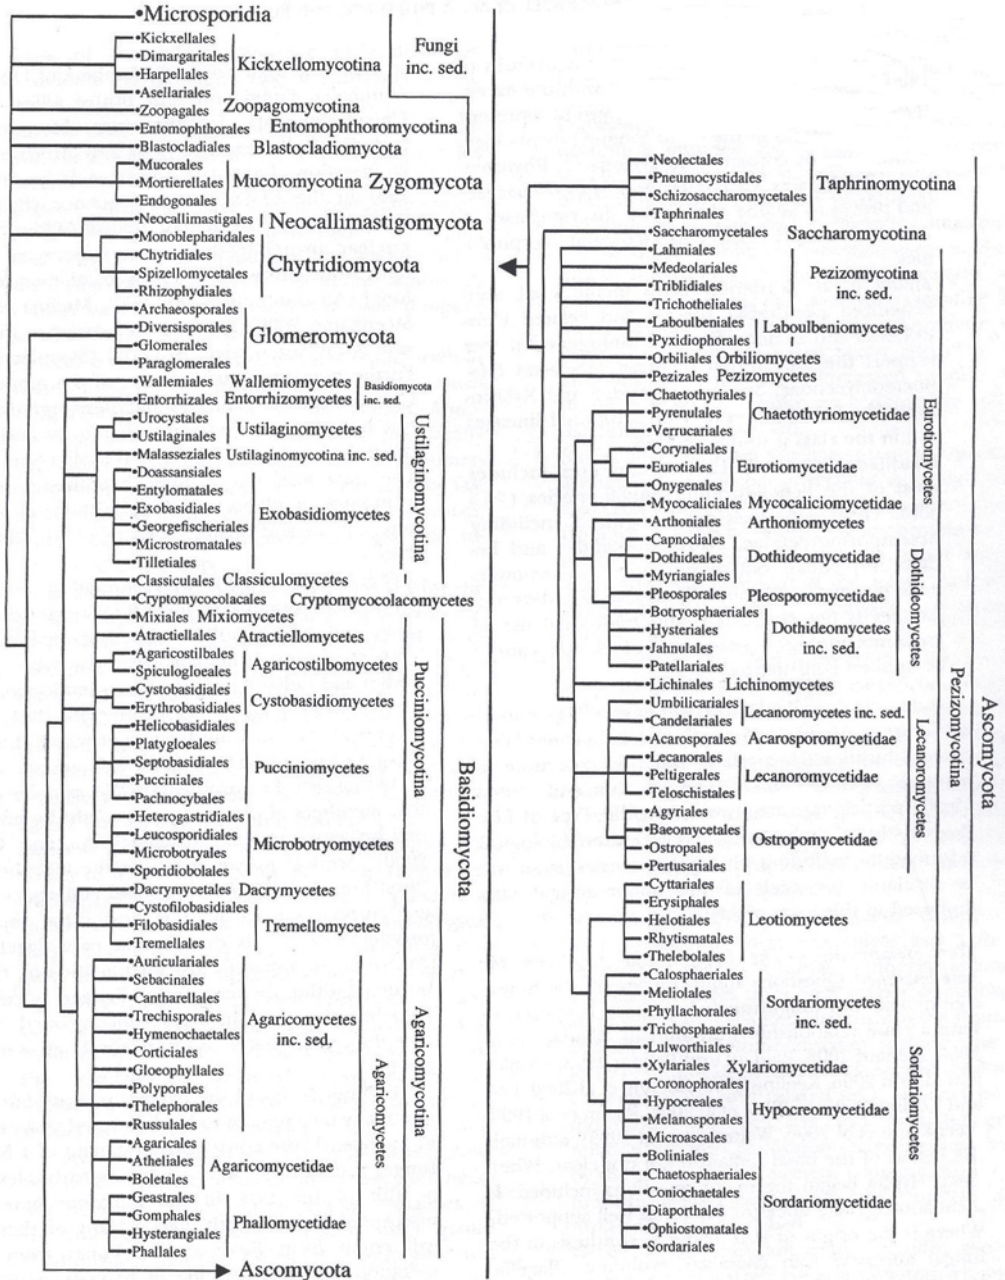 •Microsporidia
•Kickxellales
•Dimargaritales
•Harpellales
•Asellariales
Kickxellomycotina
Fungi
inc. sed.
•Zoopagales Zoopagomycotina
•Entomophthorales Entomophthoromycotina
•Blastocladiales Blastocladiomycota
•Mucorales
•Mortierellales
•Endogonales
Mucoromycotina Zygomycota
•Neocallimastigales Neocallimastigomycota
•Monoblepharidales
•Chytridiales
•Spizellomycetales
•Rhizophydiales
Chytridiomycota
•Archaeosporales
•Diversisporales
•Glomerales
•Paraglomerales
Glomeromycota
•Wallemiales Wallemiomycetes
•Entorrhizales Entorrhizomycetes
Basidiomycota
inc. sed.
•Urocystales
•Ustilaginales
Ustilaginomycetes
•Malasseziales Ustilaginomycotina inc. sed.
•Doassansiales
•Entylomatales
•Exobasidiales
•Georgefischeriales
•Microstromatales
•Tilletiales
Exobasidiomycetes
Ustilaginomycotina
•Classiculales Classiculomycetes
•Cryptomycocolacales Cryptomycocolacomycetes
•Mixiales Mixiomycetes
•Atractiellales Atractiellomycetes
•Agaricostilbales
•Spiculogloeales
Agaricostilbomycetes
•Cystobasidiales
•Erythrobasidiales
Cystobasidiomycetes
•Helicobasidiales
•Platygloeales
•Septobasidiales
•Pucciniales
•Pachnocybales
Pucciniomycetes
•Heterogastridiales
•Leucosporidiales
•Microbotryales
•Sporidiobolales
Microbotryomycetes
Pucciniomycotina
•Dacrymycetales Dacrymycetes
•Cystofilobasidiales
•Filobasidiales
•Tremellales
Tremellomycetes
•Auriculariales
•Sebacinales
•Cantharellales
•Trechisporales
•Hymenochaetales
•Corticiales
•Gloeophyllales
•Polyporales
•Thelephorales
•Russulales
Agaricomycetes
inc. sed.
•Agaricales
•Atheliales
•Boletales
Agaricomycetidae
•Geastrales
•Gomphales
•Hysterangiales
•Phallales
Phallomycetidae
Agariomycetes
Agaricomycotina
Basidiomycota
Ascomycota
•Neolectales
•Pneumocystidales
•Schizosaccharomycetales
•Taphrinales
Taphrinomycotina
•Saccharomycetales Saccharomycotina
•Lahmiales
•Medeolariales
•Triblidiales
•Trichotheliales
Pezizomycotina
inc. sed.
•Laboulbeniales
•Pyxidiophorales
Laboulbeniomycetes
•Orbiliales Orbiliomycetes
•Pezizales Pezizomycetes
•Chaetothyriales
•Pyrenulales
•Verrucariales
Chaetothyriomycetidae
•Coryneliales
•Eurotiales
•Onygenales
Eurotiomycetidae
•Mycocaliciales Mycocaliciomycetidae
Eurotiomycetes
•Arthoniales Arthoniomycetes
•Capnodiales
•Dothideales
•Myriangiales
Dothideomycetidae
•Pleosporales Pleosporomycetidae
•Botryosphaeriales
•Hysteriales
•Jahnulales
•Patellariales
Dothideomycetes
inc. sed.
Dothideomycetes
•Lichinales Lichinomycetes
•Umbilicariales
•Candelariales
Lecanoromycetes inc. sed.
•Acarosporales Acarosporomycetidae
•Lecanorales
•Peltigerales
•Teloschistales
Lecanoromycetidae
•Agyriales
•Baeomycetales
•Ostropales
•Pertusariales
Ostropomycetidae
Lecanoromycetes
•Cyttariales
•Erysiphales
•Helotiales
•Rhytismatales
•Thelebolales
Leotiomycetes
•Calosphaeriales
•Meliolales
•Phyllachorales
•Trichosphaeriales
•Lulworthiales
Sordariomycetes
inc. sed.
•Xylariales Xylariomycetidae
•Coronophorales
•Hypocreales
•Melanosporales
•Microascales
Hypocreomycetidae
•Boliniales
•Chaetosphaeriales
•Coniochaetales
•Diaporthales
•Ophiostomatales
•Sordariales
Sordariomycetidae
Sordariomycetes
Pezizomycotina
Ascomycota